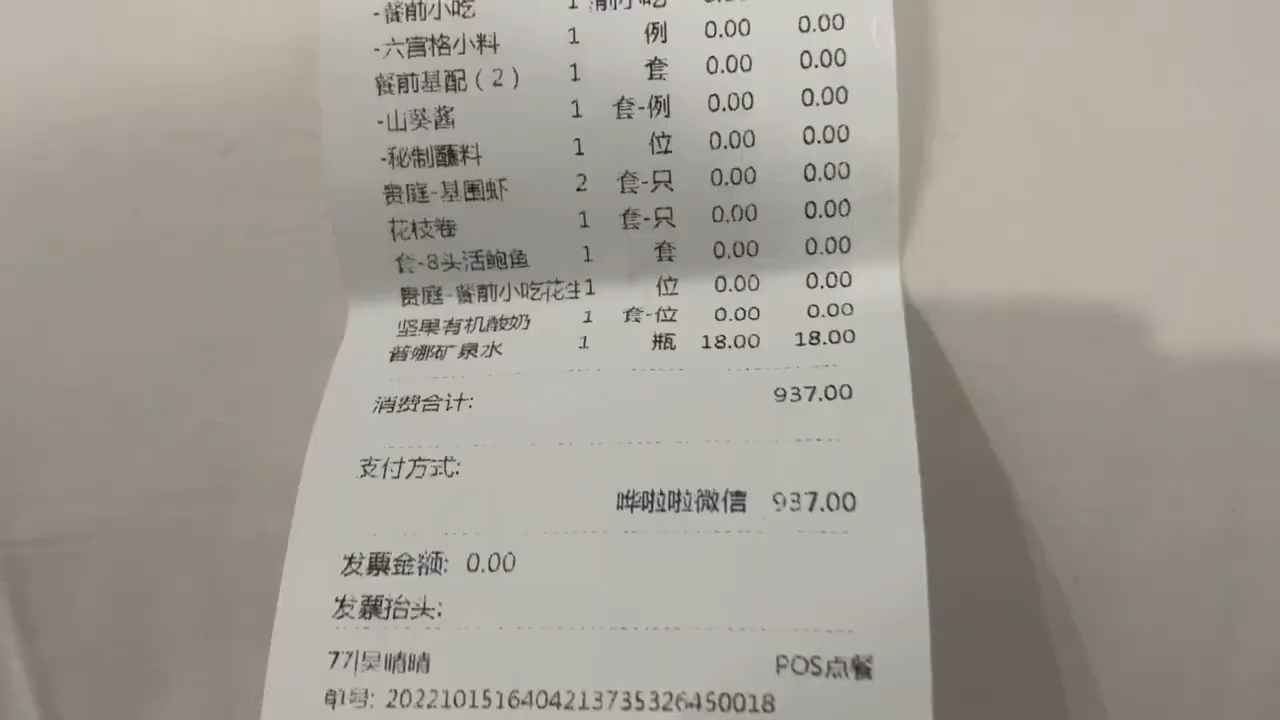 -餐前小吃 1
-六宫格小料 1 例 0.00 0.00
餐前基配（2） 1 套 0.00 0.00
-山葵酱 1 套-例 0.00 0.00
-秘制蘸料 1 位 0.00 0.00
贵庭-基围虾 2 套-只 0.00 0.00
花枝卷 1 套-只 0.00 0.00
套-8头活鲍鱼 1 套 0.00 0.00
贵庭-餐前小吃花生 1 位 0.00 0.00
坚果有机酸奶 1 套-位 0.00 0.00
普娜矿泉水 1 瓶 18.00 18.00
消费合计: 937.00
支付方式:
哗啦啦微信 937.00
发票金额: 0.00
发票抬头:
77|吴晴晴 POS点餐
单号: 2022101516404213735326450018